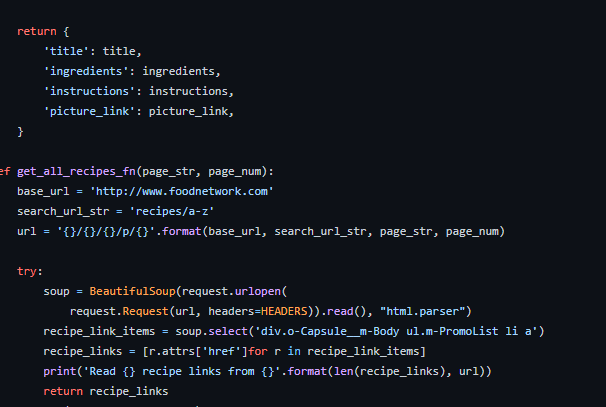 return {
'title': title,
'ingredients': ingredients,
'instructions': instructions,
'picture_link': picture_link,
}
ef get_all_recipes_fn(page_str, page_num):
base_url = 'http://www.foodnetwork.com'
search_url_str = 'recipes/a-z'
url = '{}/{}/{}/p/{}'.format(base_url, search_url_str, page_str, page_num)
try:
soup = BeautifulSoup(request.urlopen(
request.Request(url, headers=HEADERS)).read(), "html.parser")
recipe_link_items = soup.select('div.o-Capsule__m-Body ul.m-PromoList li a')
recipe_links = [r.attrs['href']for r in recipe_link_items]
print('Read {} recipe links from {}'.format(len(recipe_links), url))
return recipe_links